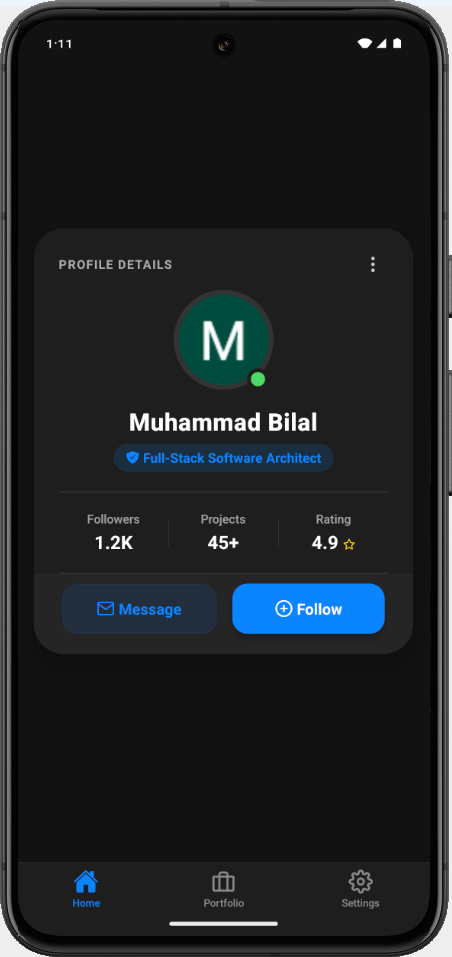 1:11
PROFILE DETAILS
M
Muhammad Bilal
Full-Stack Software Architect
Followers Projects Rating
1.2K 45+ 4.9
Message Follow
Home Portfolio Settings